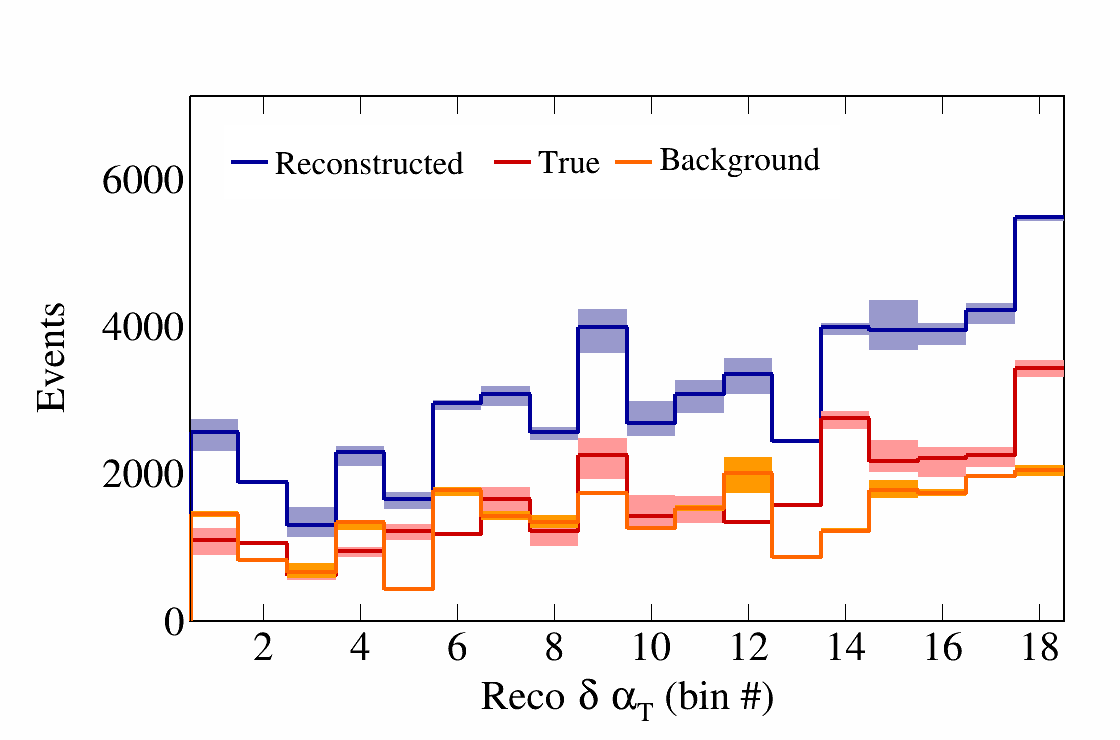 Reconstructed True Background
6000
4000
2000
0
Events
2 4 6 8 10 12 14 16 18
Reco δ α_T (bin #)